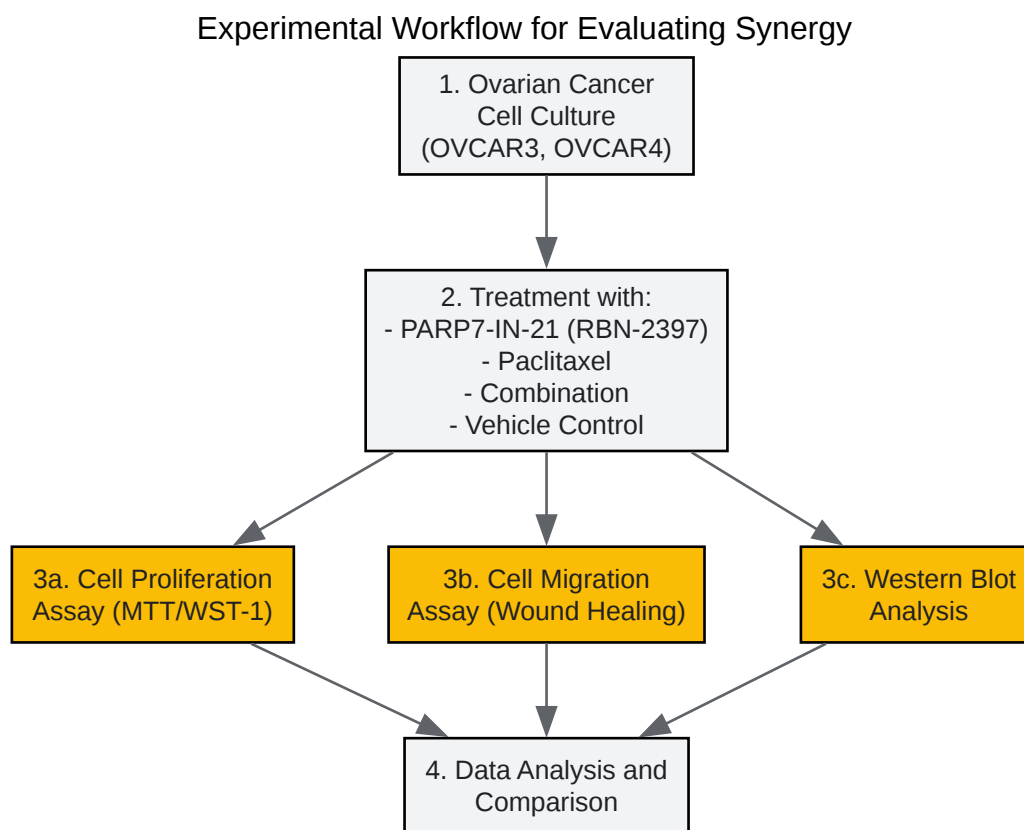 Experimental Workflow for Evaluating Synergy
1. Ovarian Cancer
Cell Culture
(OVCAR3, OVCAR4)
2. Treatment with:
- PARP7-IN-21 (RBN-2397)
- Paclitaxel
- Combination
- Vehicle Control
3a. Cell Proliferation
Assay (MTT/WST-1)
3b. Cell Migration
Assay (Wound Healing)
3c. Western Blot
Analysis
4. Data Analysis and
Comparison